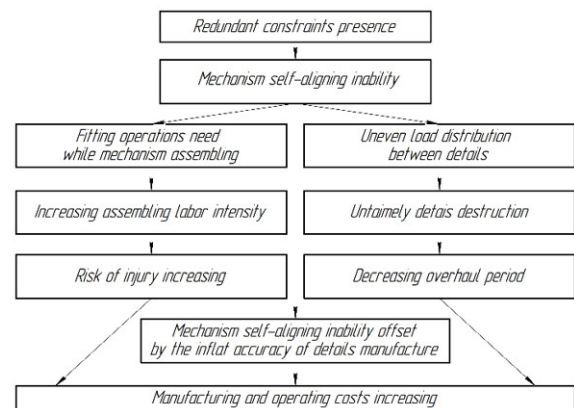 Redundant constraints presence
Mechanism self-aligning inability
Fitting operations need
while mechanism assembling
Uneven load distribution
between details
Increasing assembling labor intensity
Untaimely detais destruction
Risk of injury increasing
Decreasing overhaul period
Mechanism self-aligning inability offset
by the inflat accuracy of details manufacture
Manufacturing and operating costs increasing